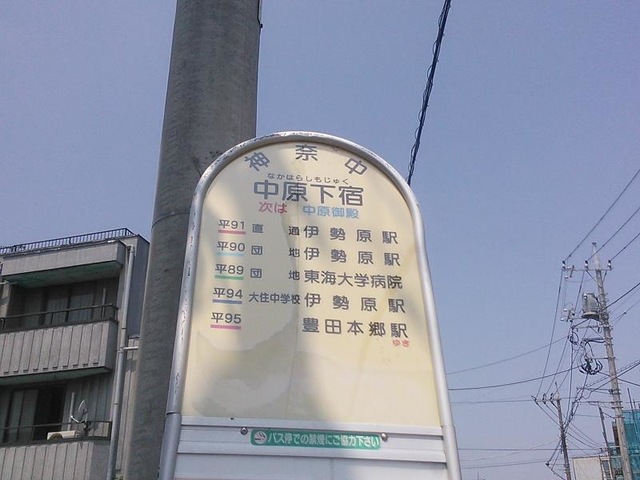 神奈中
なかはらしもじゅく
中原下宿
次は 中原御殿
平91 直通 伊勢原駅
平90 団地 伊勢原駅
平89 団地 東海大学病院
平94 大住中学校 伊勢原駅
平95 豊田本郷駅
ゆき
バス停での禁煙にご協力下さい